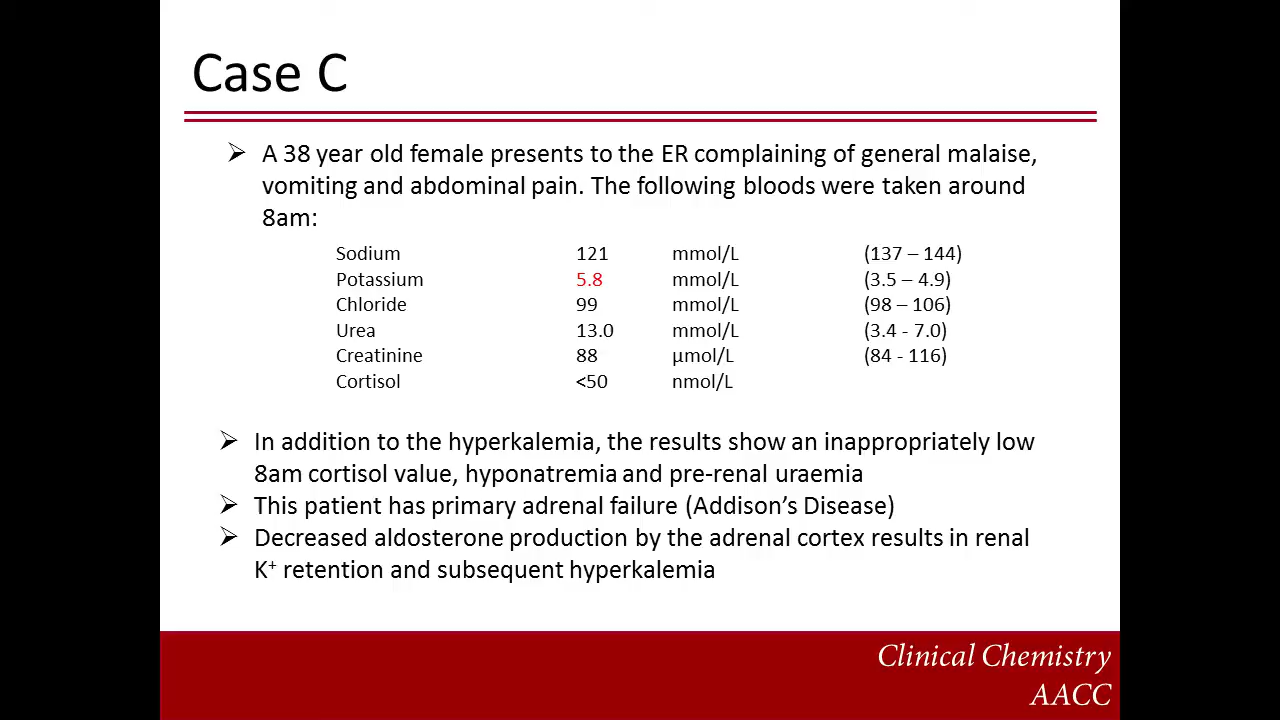 Case C
➢ A 38 year old female presents to the ER complaining of general malaise,
vomiting and abdominal pain. The following bloods were taken around
8am:
Sodium 121 mmol/L (137 – 144)
Potassium 5.8 mmol/L (3.5 – 4.9)
Chloride 99 mmol/L (98 – 106)
Urea 13.0 mmol/L (3.4 - 7.0)
Creatinine 88 µmol/L (84 - 116)
Cortisol <50 nmol/L
➢ In addition to the hyperkalemia, the results show an inappropriately low
8am cortisol value, hyponatremia and pre-renal uraemia
➢ This patient has primary adrenal failure (Addison’s Disease)
➢ Decreased aldosterone production by the adrenal cortex results in renal
K⁺ retention and subsequent hyperkalemia
Clinical Chemistry
AACC